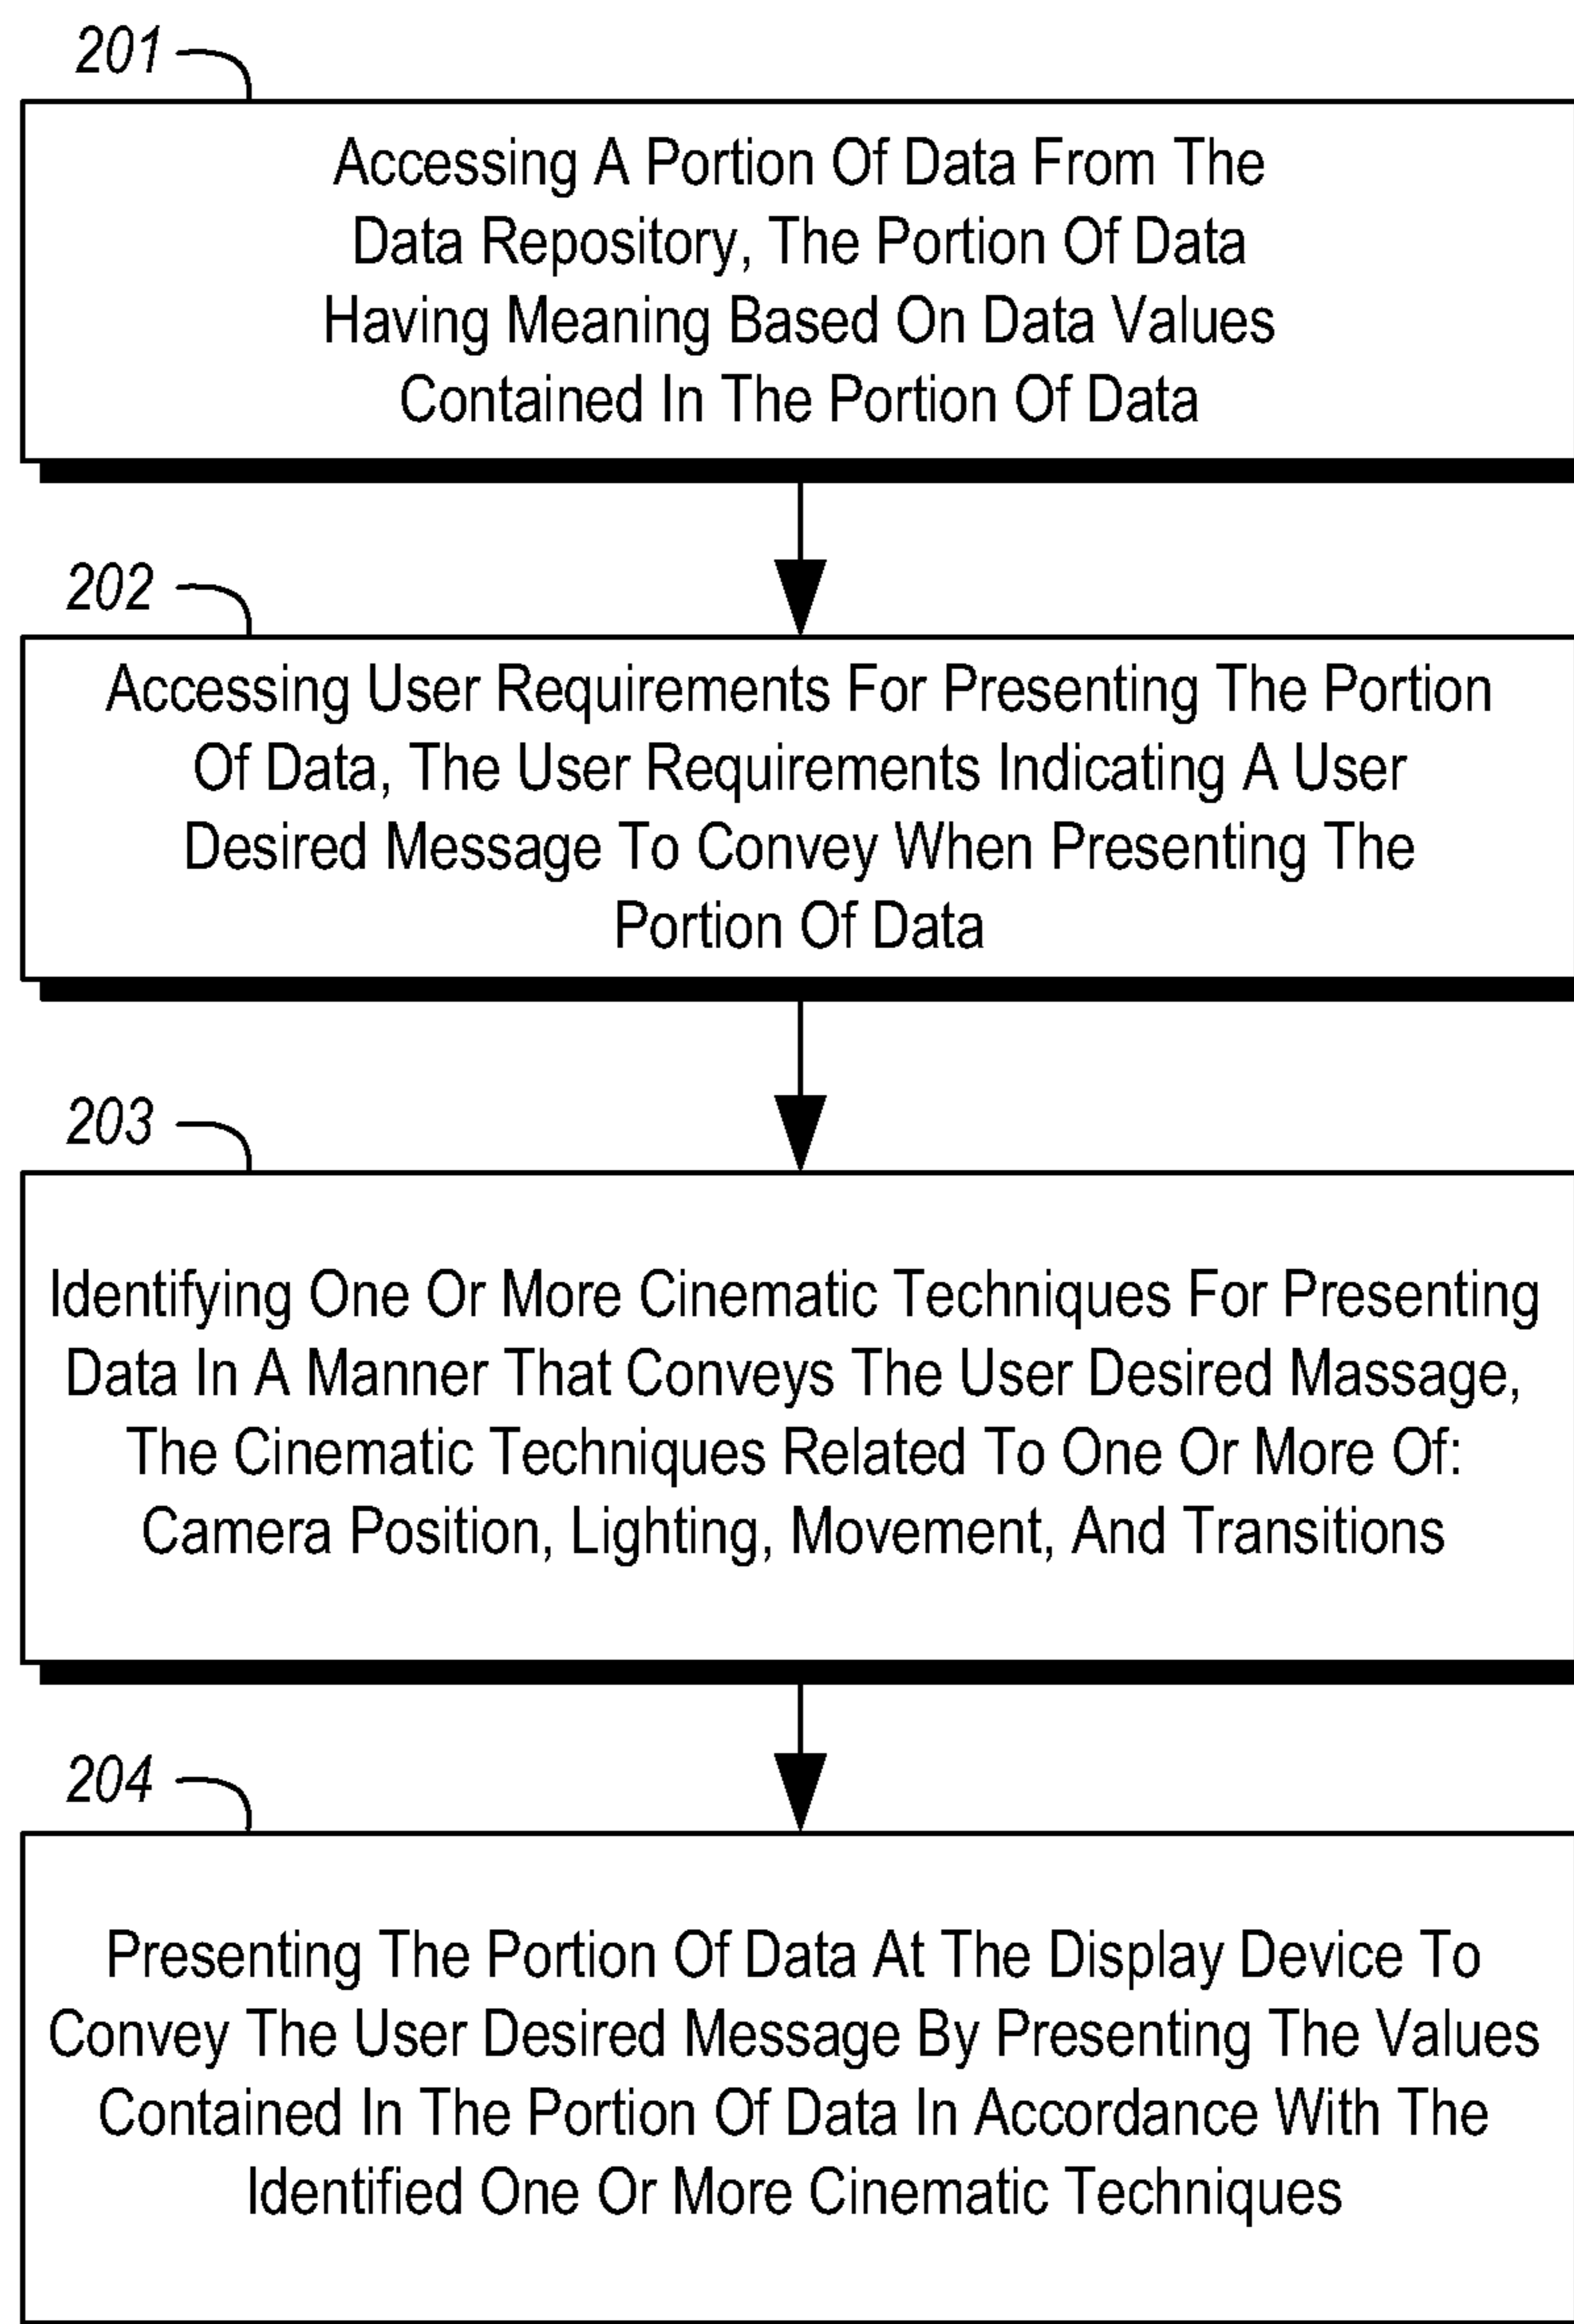 201
Accessing A Portion Of Data From The
Data Repository, The Portion Of Data
Having Meaning Based On Data Values
Contained In The Portion Of Data
202
Accessing User Requirements For Presenting The Portion
Of Data, The User Requirements Indicating A User
Desired Message To Convey When Presenting The
Portion Of Data
203
Identifying One Or More Cinematic Techniques For Presenting
Data In A Manner That Conveys The User Desired Massage,
The Cinematic Techniques Related To One Or More Of:
Camera Position, Lighting, Movement, And Transitions
204
Presenting The Portion Of Data At The Display Device To
Convey The User Desired Message By Presenting The Values
Contained In The Portion Of Data In Accordance With The
Identified One Or More Cinematic Techniques